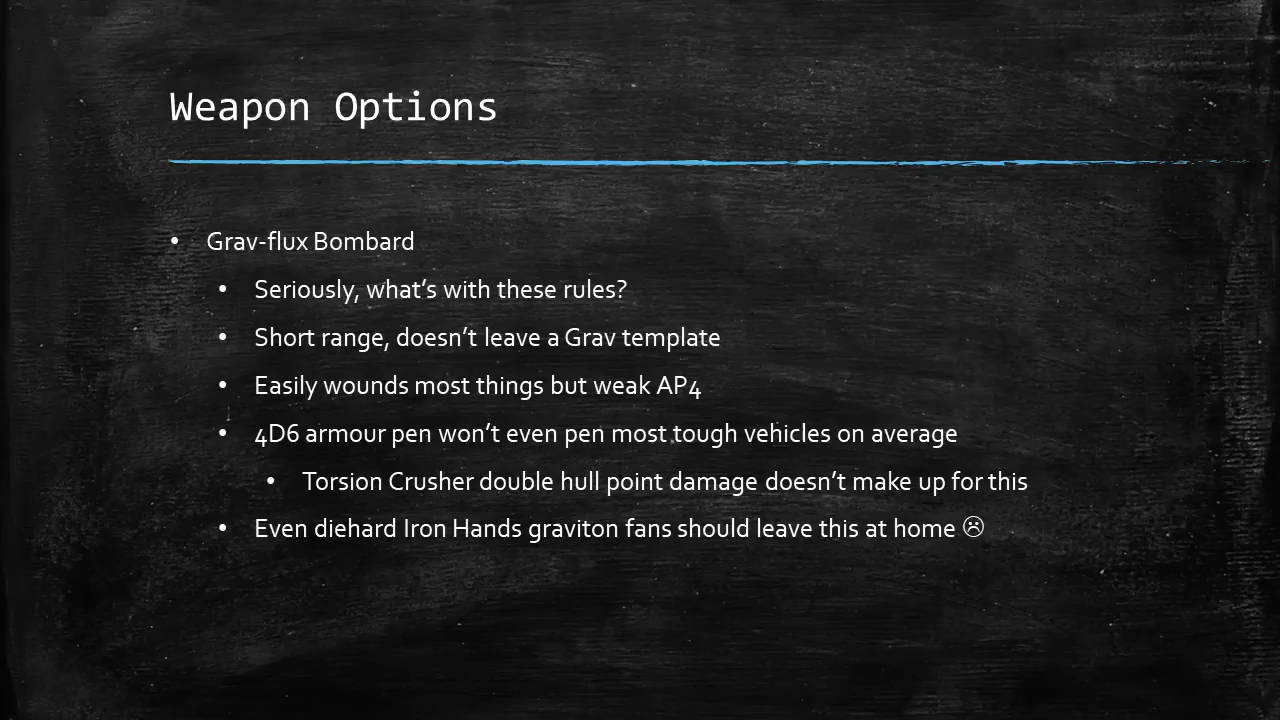 Weapon Options
• Grav-flux Bombard
• Seriously, what’s with these rules?
• Short range, doesn’t leave a Grav template
• Easily wounds most things but weak AP4
• 4D6 armour pen won’t even pen most tough vehicles on average
• Torsion Crusher double hull point damage doesn’t make up for this
• Even diehard Iron Hands graviton fans should leave this at home ☹